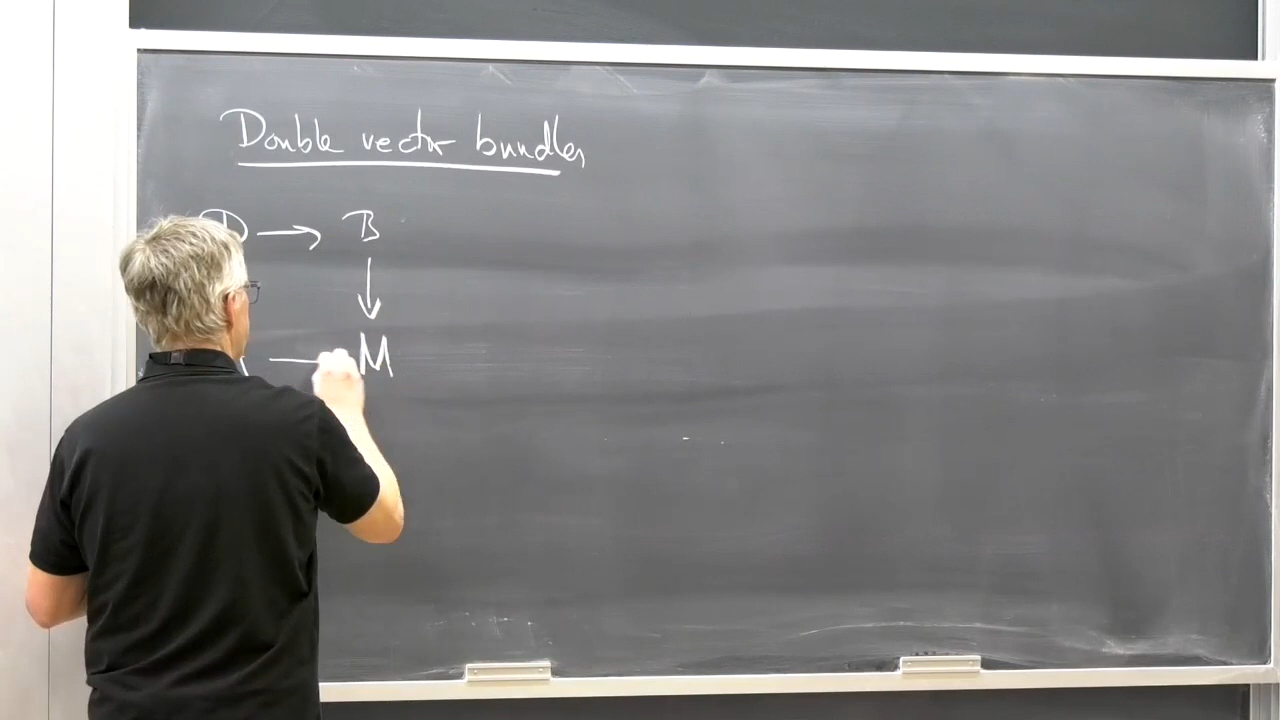 Double vector bundles
D → B
↓
M